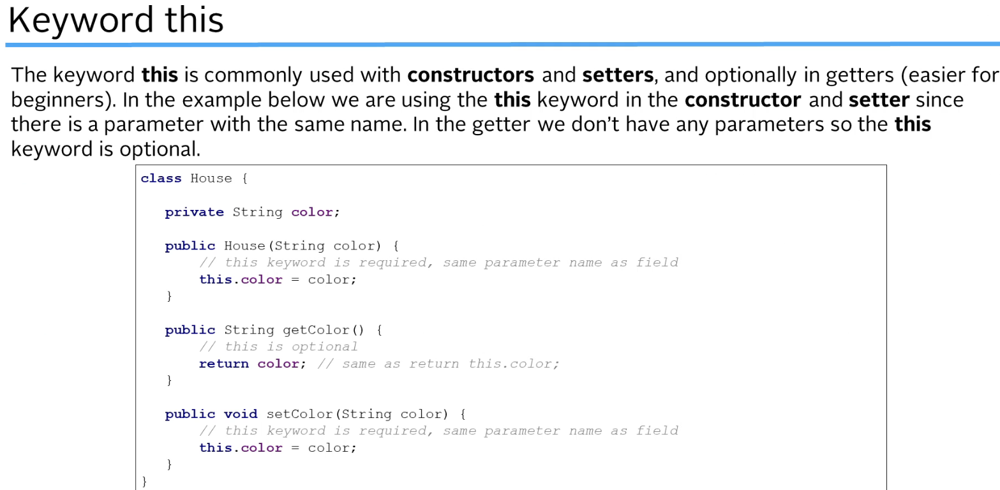 Keyword this
The keyword this is commonly used with constructors and setters, and optionally in getters (easier for
beginners). In the example below we are using the this keyword in the constructor and setter since
there is a parameter with the same name. In the getter we don’t have any parameters so the this
keyword is optional.
class House {
private String color;
public House(String color) {
// this keyword is required, same parameter name as field
this.color = color;
}
public String getColor() {
// this is optional
return color; // same as return this.color;
}
public void setColor(String color) {
// this keyword is required, same parameter name as field
this.color = color;
}
}